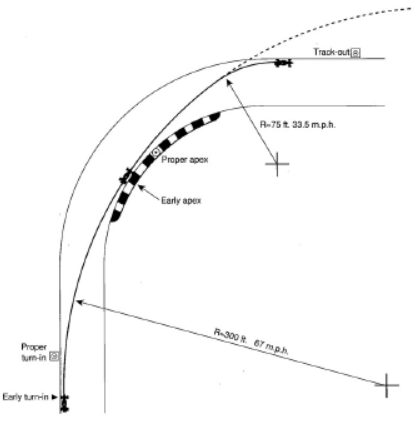 Track-out
R=75 ft. 33.5 m.p.h.
Proper apex
Early apex
R=300 ft. 67 m.p.h.
Proper
turn-in
Early turn-in